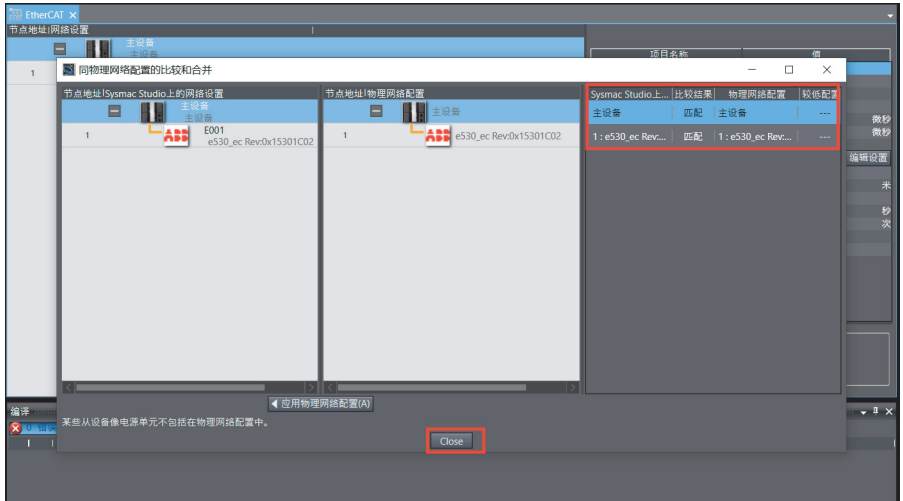 EtherCAT ×
节点地址|网络设置
主设备
主设备
项目名称 值
1
同物理网络配置的比较和合并
节点地址|Sysmac Studio上的网络设置
主设备
主设备
1 ABB E001
e530_ec Rev:0x15301C02
节点地址|物理网络配置
主设备
1 ABB e530_ec Rev:0x15301C02
Sysmac Studio上... 比较结果 物理网络配置 较低配置
主设备 匹配 主设备 ---
1 : e530_ec Rev:... 匹配 1 : e530_ec Rev:... ---
微秒
微秒
编辑设置
米
秒
次
应用物理网络配置(A)
某些从设备像电源单元不包括在物理网络配置中。
Close
编译
0 错误